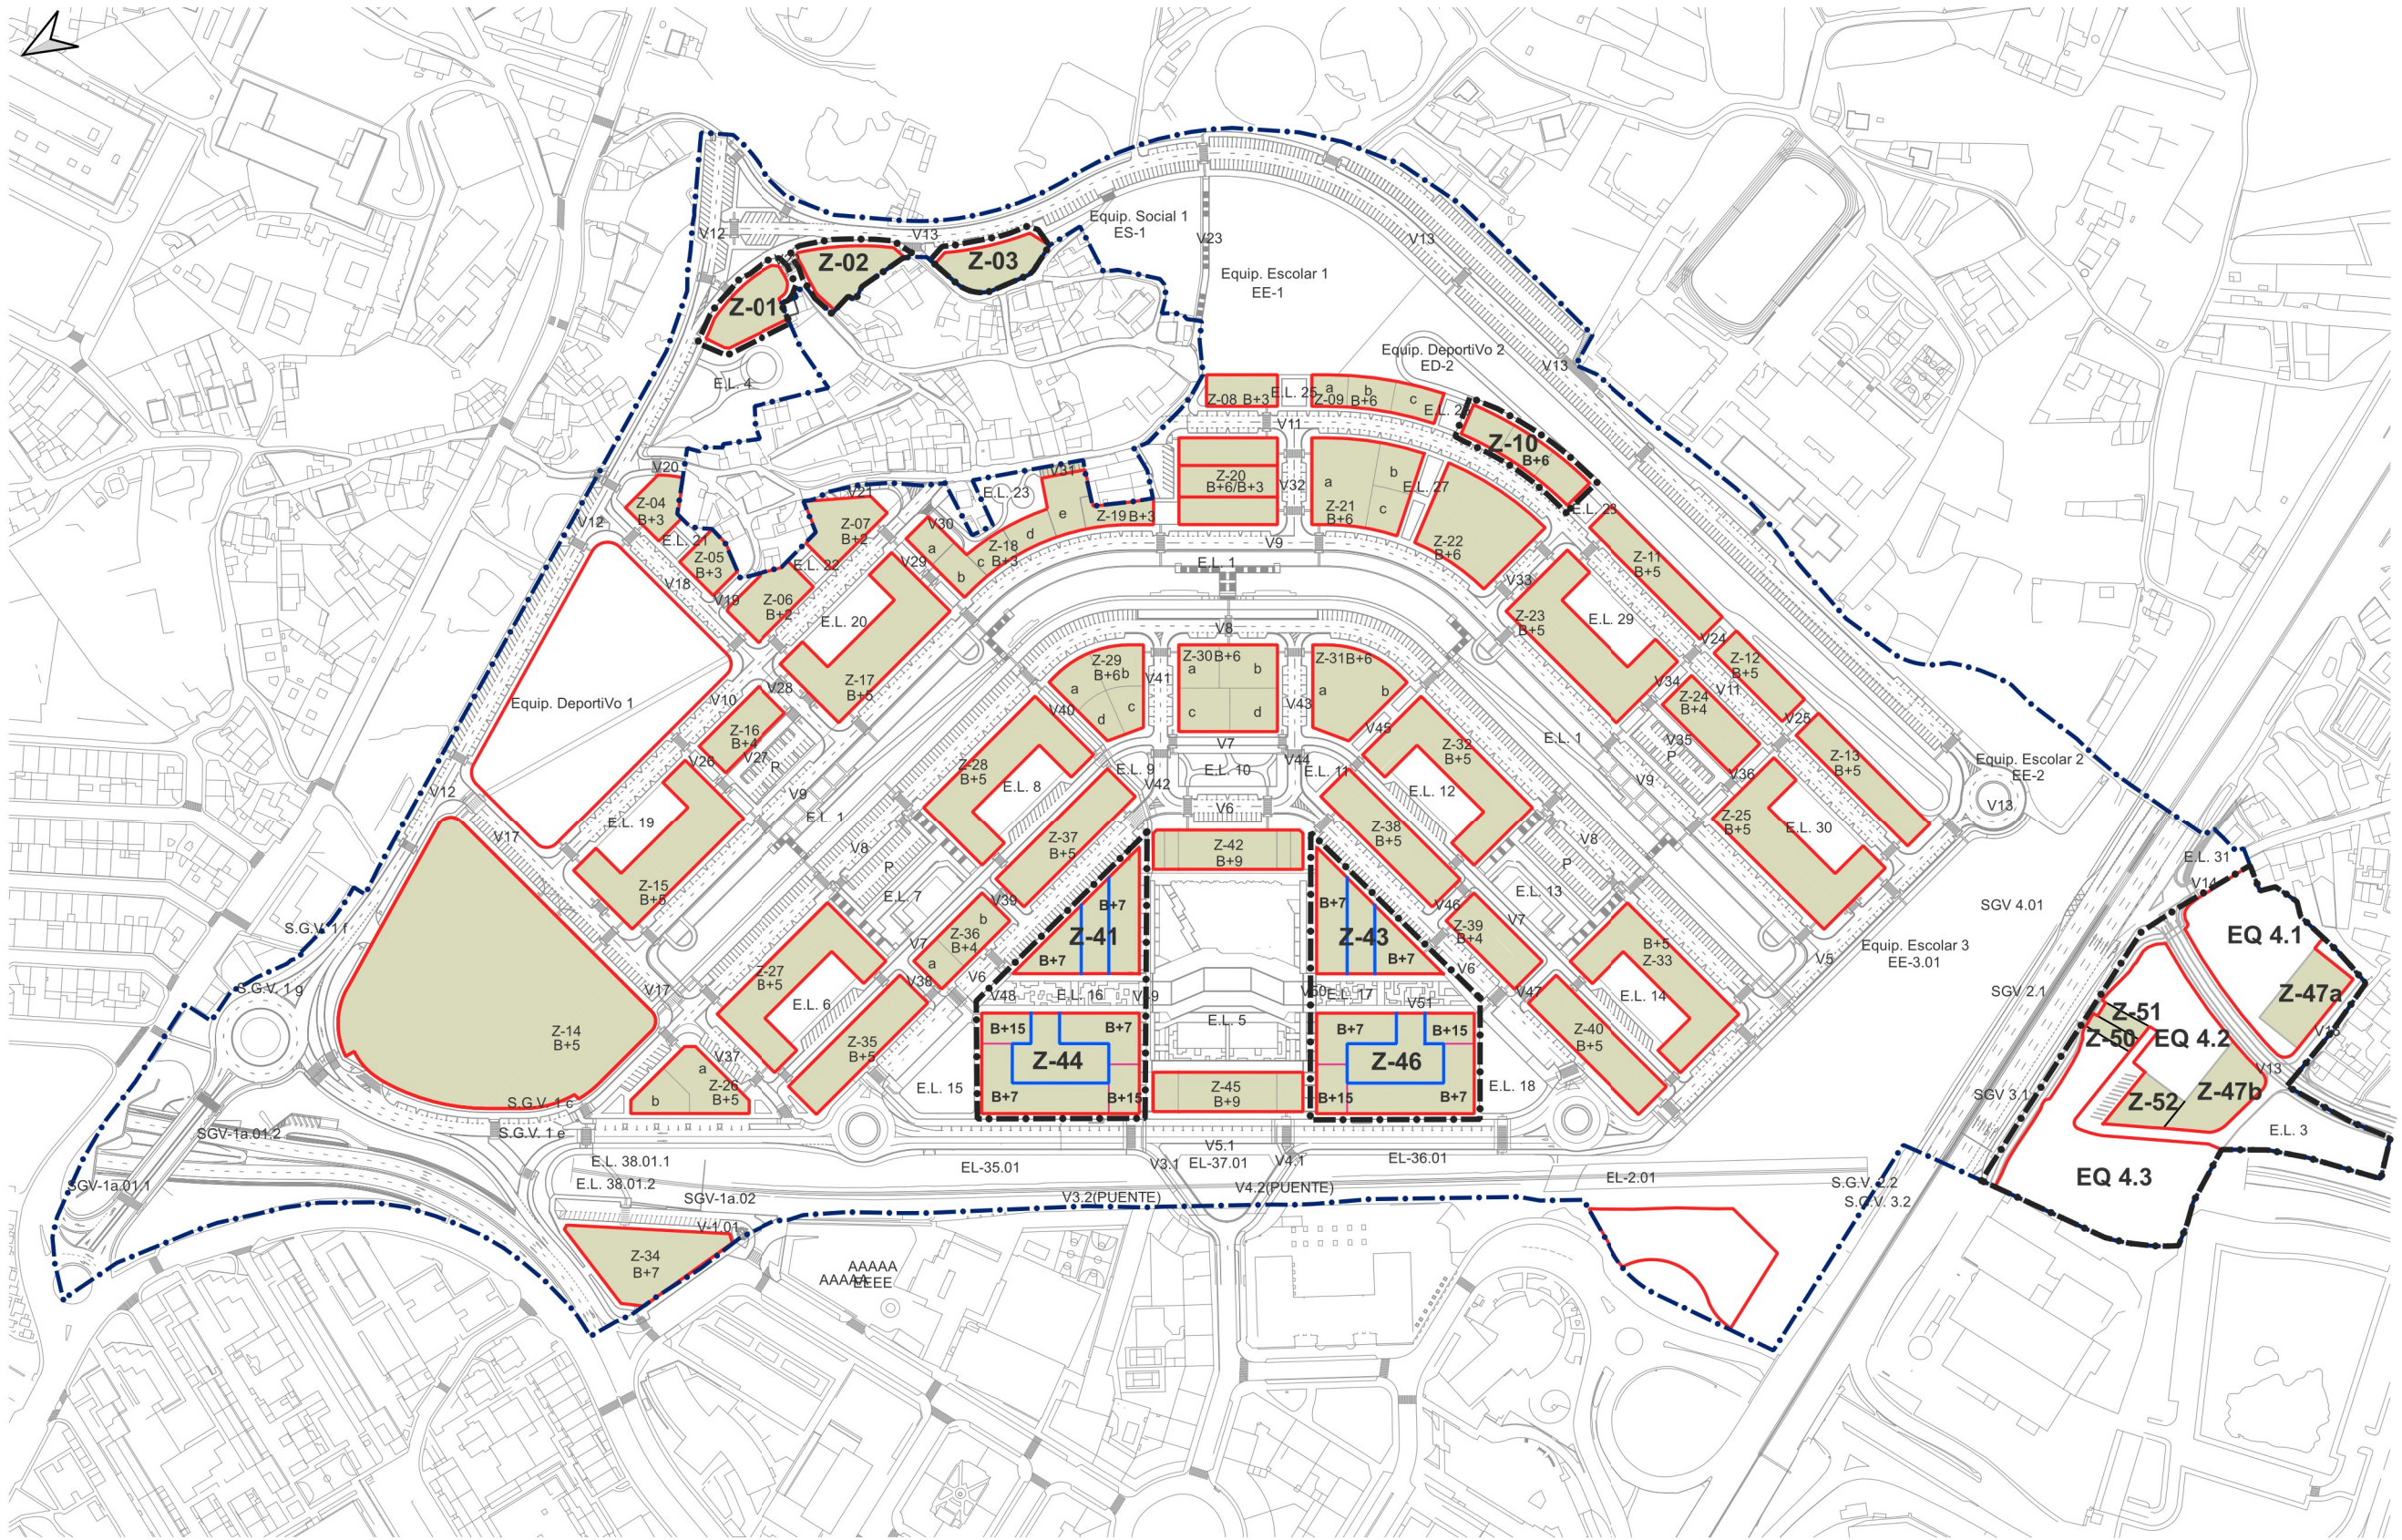 Equip. Social 1
ES-1
V12
V13
V23
V13
Z-02
Z-03
Z-01
Equip. Escolar 1
EE-1
Equip. DeportiVo 2
ED-2
V13
E.L. 4
Z-08 B+3
E.L. 25
a
b
c
Z-09 B+6
V11
Z-10
B+6
V20
Z-04
B+3
V12
E.L. 21
Z-05
B+3
V18
V19
Z-06
B+2
E.L. 22
V21
Z-07
B+2
V30
V29
a
b
c
d
e
Z-18
B+3
E.L. 23
V31
Z-19 B+3
Z-20
B+6/B+3
V32
a
b
c
Z-21
B+6
E.L. 27
Z-22
B+6
V9
E.L. 1
V33
Z-11
B+5
Z-23
B+5
E.L. 29
V24
Z-12
B+5
V11
V34
Z-24
B+4
V25
V35
P
V36
Z-13
B+5
Z-25
B+5
E.L. 30
Equip. Escolar 2
EE-2
V13
E.L. 20
Z-17
B+5
V28
V10
Equip. DeportiVo 1
Z-16
B+4
V27
P
V26
V9
E.L. 1
V12
V17
E.L. 19
Z-15
B+5
V8
Z-29
B+6
a
b
c
d
V41
V40
Z-30 B+6
a
b
c
d
V43
Z-31 B+6
a
b
V45
V7
V44
E.L. 9
E.L. 10
E.L. 11
V42
V6
Z-28
B+5
E.L. 8
Z-37
B+5
Z-32
B+5
E.L. 12
Z-38
B+5
E.L. 1
V9
V8
P
E.L. 7
V8
P
E.L. 13
Z-42
B+9
V39
Z-36
B+4
a
b
V7
V38
V6
B+7
Z-41
B+7
B+7
Z-43
B+7
V46
Z-39
B+4
V7
V6
V47
B+5
Z-33
E.L. 14
Z-40
B+5
V5
Equip. Escolar 3
EE-3.01
SGV 4.01
SGV 2.1
SGV 3.1
E.L. 31
V14
EQ 4.1
Z-47a
Z-51
Z-50
EQ 4.2
Z-52
Z-47b
V13
E.L. 3
EQ 4.3
S.G.V. 1 f
S.G.V. 1 g
Z-14
B+5
V17
Z-27
B+5
E.L. 6
V37
Z-35
B+5
a
b
Z-26
B+5
V48
E.L. 16
E.L. 17
V51
E.L. 5
E.L. 15
B+15
B+7
Z-44
B+7
B+15
Z-45
B+9
B+7
B+15
Z-46
B+15
B+7
E.L. 18
S.G.V. 1 c
S.G.V. 1 e
SGV-1a.01.2
SGV-1a.01.1
E.L. 38.01.1
E.L. 38.01.2
SGV-1a.02
V-1.01
EL-35.01
V5.1
V3.1
EL-37.01
V4.1
EL-36.01
EL-2.01
V3.2(PUENTE)
V4.2(PUENTE)
S.G.V. 2.2
S.G.V. 3.2
Z-34
B+7
AAAAA